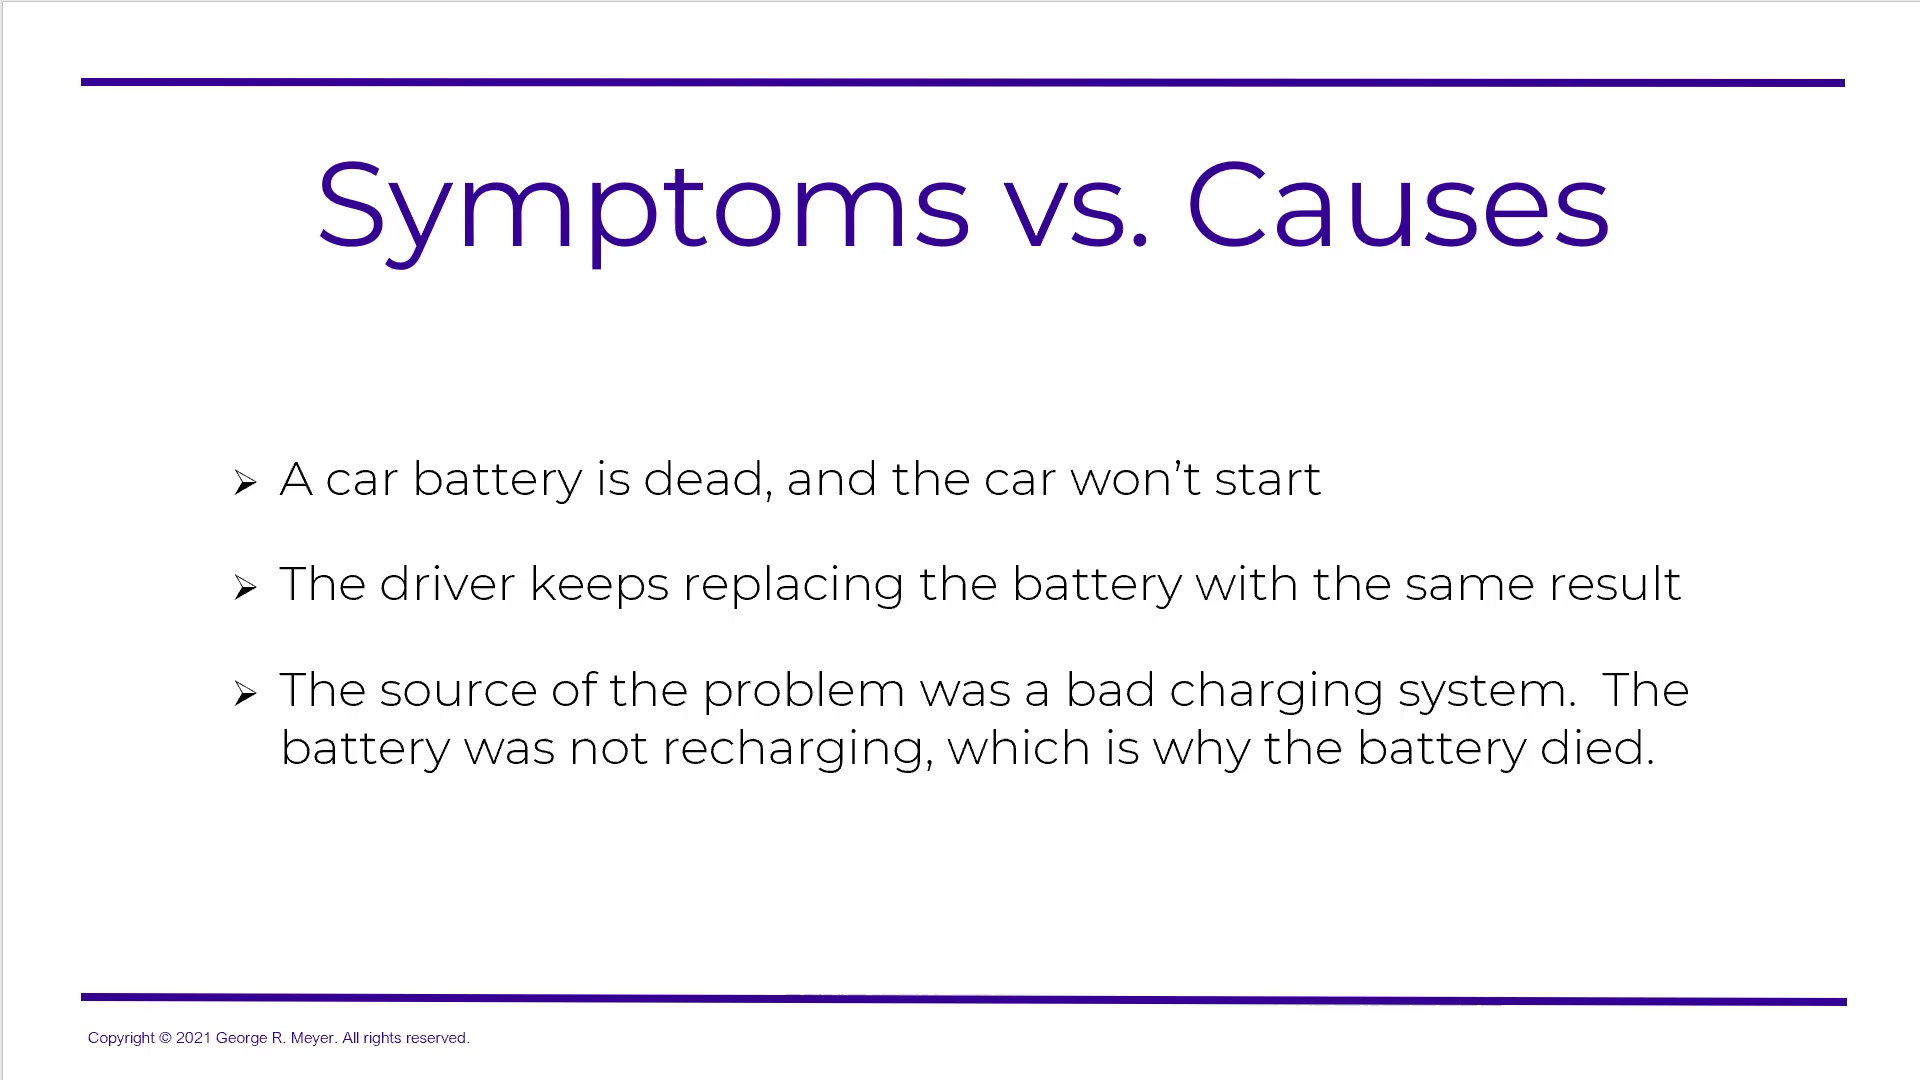 Symptoms vs. Causes
➢ A car battery is dead, and the car won’t start
➢ The driver keeps replacing the battery with the same result
➢ The source of the problem was a bad charging system.  The
battery was not recharging, which is why the battery died.
Copyright © 2021 George R. Meyer. All rights reserved.